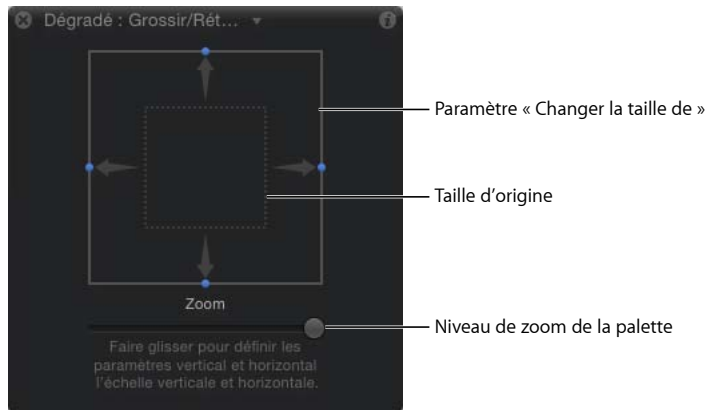 Dégradé : Grossir/Rét...
Paramètre « Changer la taille de »
Taille d'origine
Zoom
Niveau de zoom de la palette
Faire glisser pour définir les
paramètres vertical et horizontal
l'échelle verticale et horizontale.